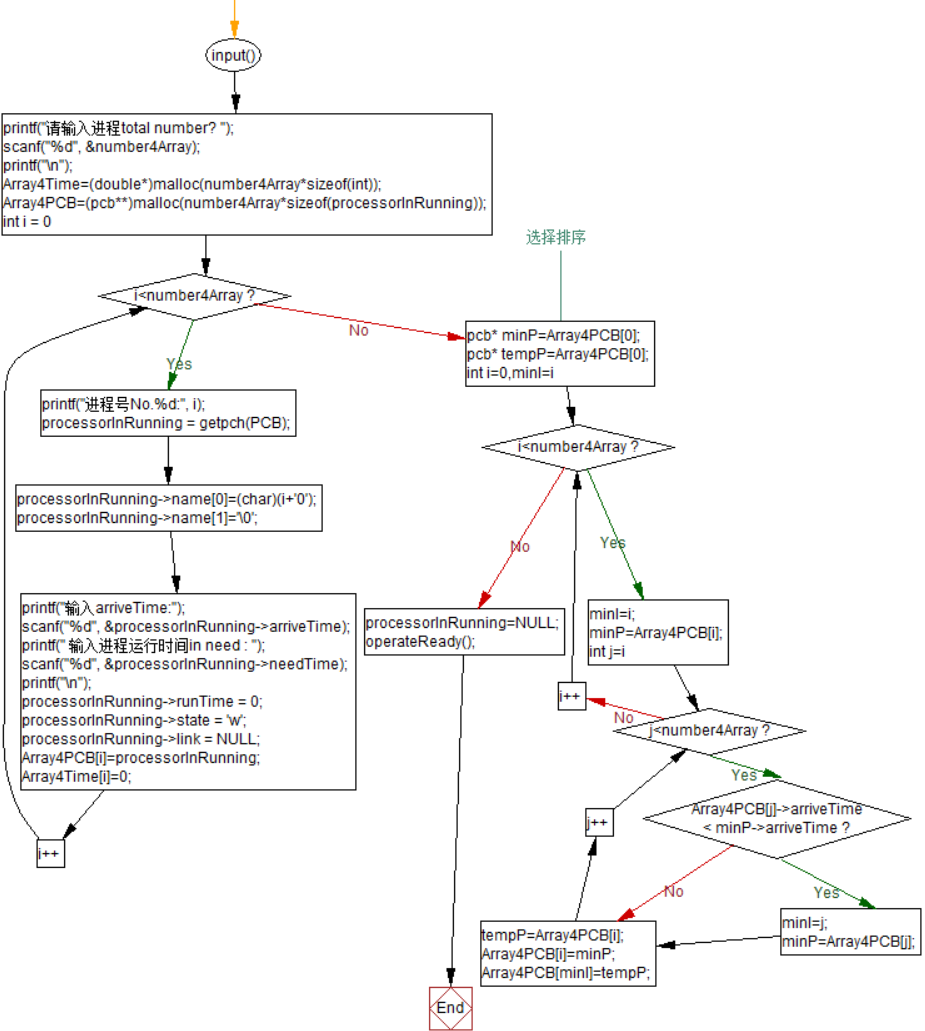 input()
printf("请输入进程total number? ");
scanf("%d", &number4Array);
printf("\n");
Array4Time=(double*)malloc(number4Array*sizeof(int));
Array4PCB=(pcb**)malloc(number4Array*sizeof(processorInRunning));
int i = 0
i<number4Array ?
Yes
No
printf("进程号No.%d:", i);
processorInRunning = getpch(PCB);
processorInRunning->name[0]=(char)(i+'0');
processorInRunning->name[1]='\0';
printf("输入arriveTime:");
scanf("%d", &processorInRunning->arriveTime);
printf(" 输入进程运行时间in need : ");
scanf("%d", &processorInRunning->needTime);
printf("\n");
processorInRunning->runTime = 0;
processorInRunning->state = 'w';
processorInRunning->link = NULL;
Array4PCB[i]=processorInRunning;
Array4Time[i]=0;
i++
选择排序
pcb* minP=Array4PCB[0];
pcb* tempP=Array4PCB[0];
int i=0,minI=i
i<number4Array ?
No
Yes
processorInRunning=NULL;
operateReady();
minI=i;
minP=Array4PCB[i];
int j=i
i++
No
j<number4Array ?
Yes
j++
Array4PCB[j]->arriveTime
< minP->arriveTime ?
No
Yes
minI=j;
minP=Array4PCB[j];
tempP=Array4PCB[i];
Array4PCB[i]=minP;
Array4PCB[minI]=tempP;
End